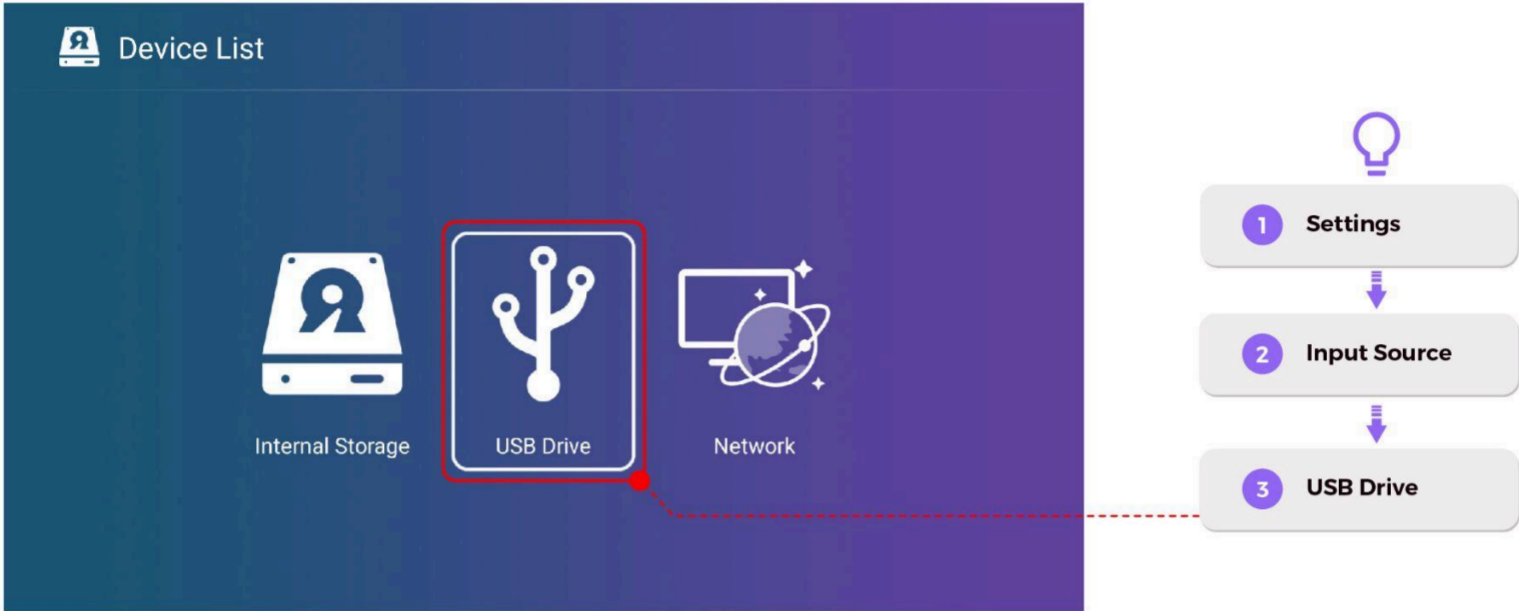 Device List
Internal Storage
USB Drive
Network
1 Settings
2 Input Source
3 USB Drive